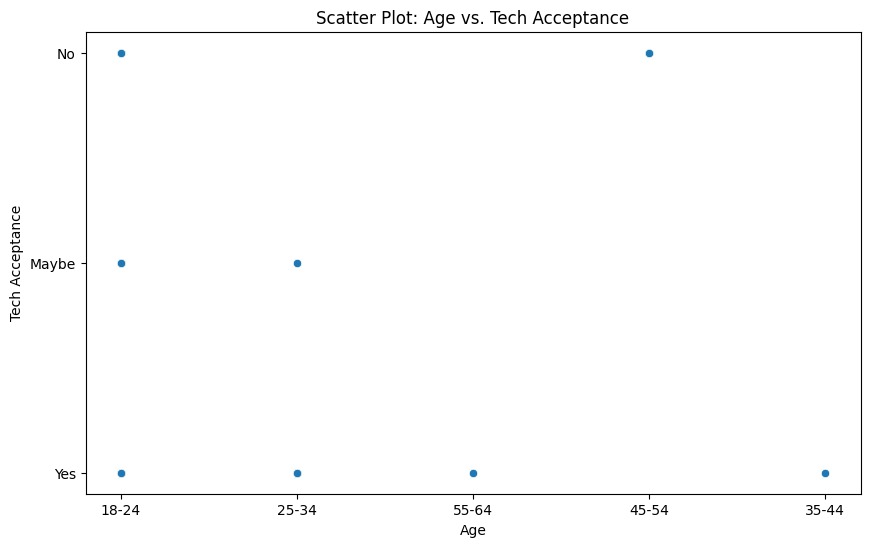 Scatter Plot: Age vs. Tech Acceptance
No
Maybe
Yes
Tech Acceptance
18-24 25-34 55-64 45-54 35-44
Age